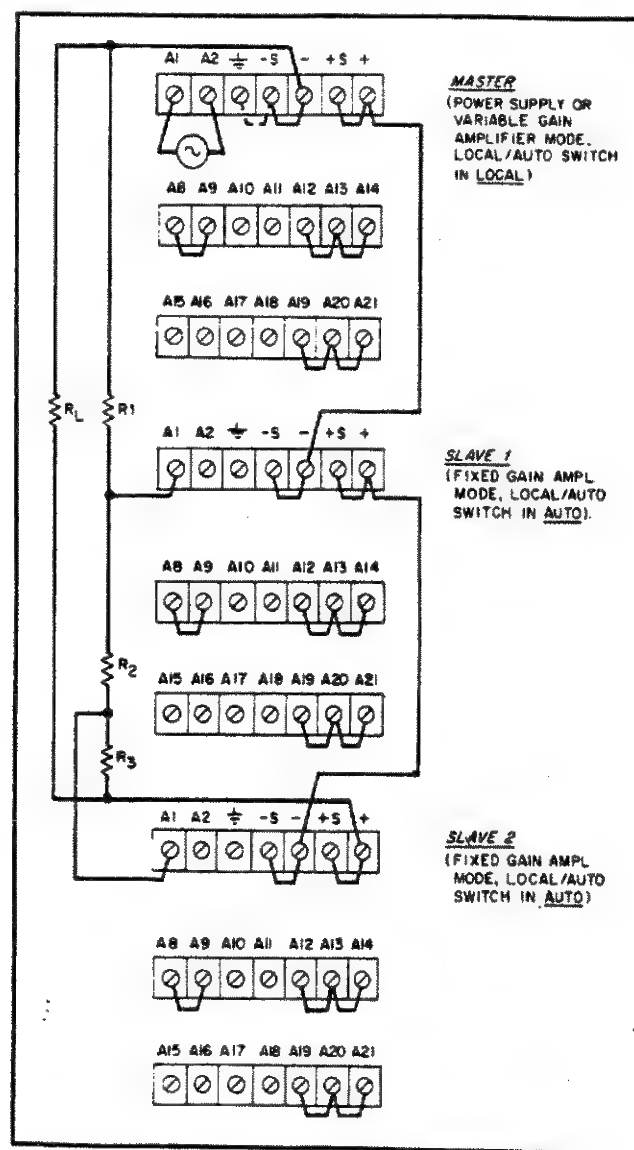 A1 A2 ⏚ -S - +S +
MASTER
(POWER SUPPLY OR
VARIABLE GAIN
AMPLIFIER MODE.
LOCAL/AUTO SWITCH
IN LOCAL)
A8 A9 A10 A11 A12 A13 A14
A15 A16 A17 A18 A19 A20 A21
RL R1
A1 A2 ⏚ -S - +S +
SLAVE 1
(FIXED GAIN AMPL
MODE, LOCAL/AUTO
SWITCH IN AUTO).
A8 A9 A10 A11 A12 A13 A14
R2
A15 A16 A17 A18 A19 A20 A21
R3
A1 A2 ⏚ -S - +S +
SLAVE 2
(FIXED GAIN AMPL
MODE, LOCAL/AUTO
SWITCH IN AUTO)
A8 A9 A10 A11 A12 A13 A14
A15 A16 A17 A18 A19 A20 A21